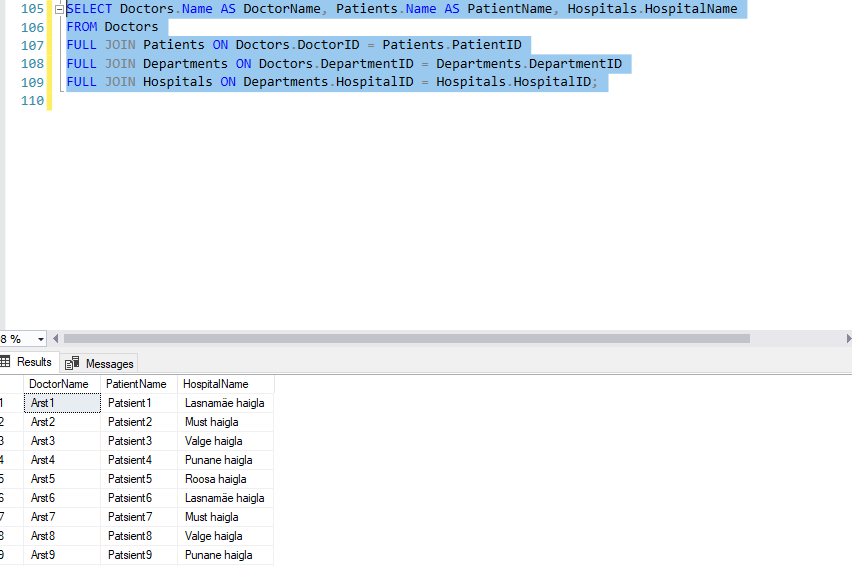 105 SELECT Doctors.Name AS DoctorName, Patients.Name AS PatientName, Hospitals.HospitalName
106 FROM Doctors
107 FULL JOIN Patients ON Doctors.DoctorID = Patients.PatientID
108 FULL JOIN Departments ON Doctors.DepartmentID = Departments.DepartmentID
109 FULL JOIN Hospitals ON Departments.HospitalID = Hospitals.HospitalID;
110
8 %
Results Messages
DoctorName PatientName HospitalName
1 Arst1 Patsient1 Lasnamäe haigla
2 Arst2 Patsient2 Must haigla
3 Arst3 Patsient3 Valge haigla
4 Arst4 Patsient4 Punane haigla
5 Arst5 Patsient5 Roosa haigla
6 Arst6 Patsient6 Lasnamäe haigla
7 Arst7 Patsient7 Must haigla
8 Arst8 Patsient8 Valge haigla
9 Arst9 Patsient9 Punane haigla